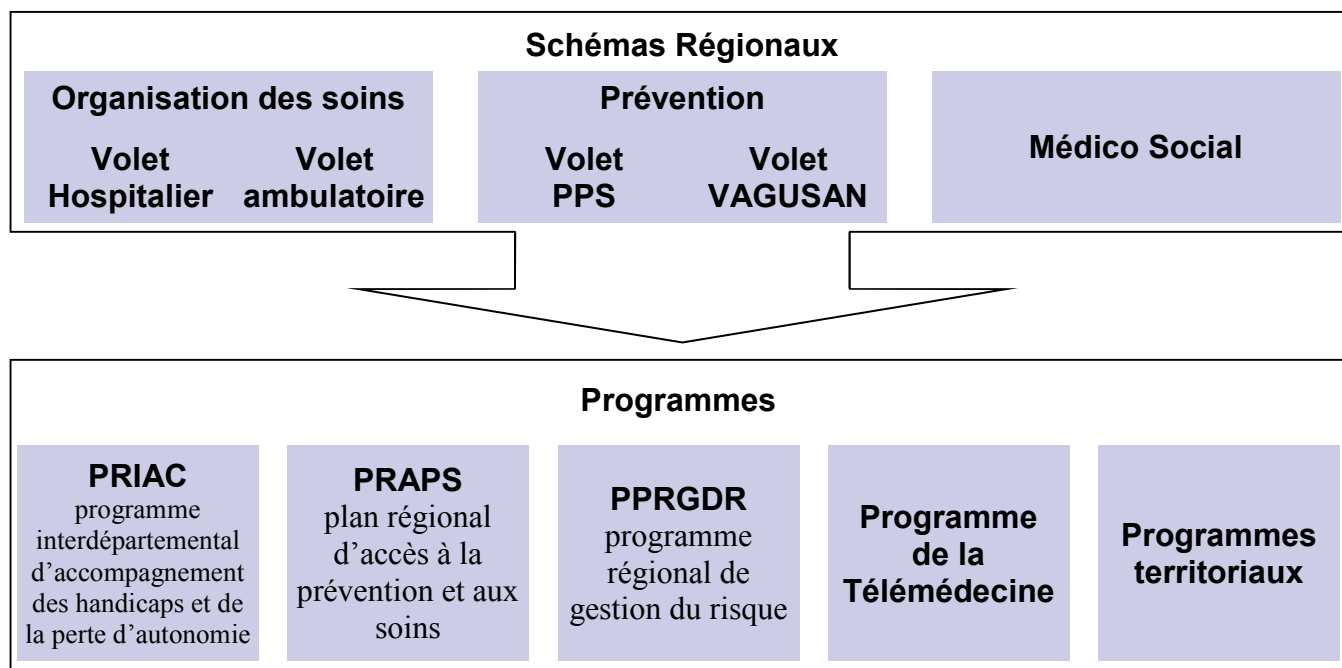 Schémas Régionaux
Organisation des soins
Volet
Hospitalier
Volet
ambulatoire
Prévention
Volet
PPS
Volet
VAGUSAN
Médico Social
Programmes
PRIAC
programme
interdépartemental
d’accompagnement
des handicaps et de
la perte d’autonomie
PRAPS
plan régional
d’accès à la
prévention et aux
soins
PPRGDR
programme
régional de
gestion du risque
Programme
de la
Télémédecine
Programmes
territoriaux